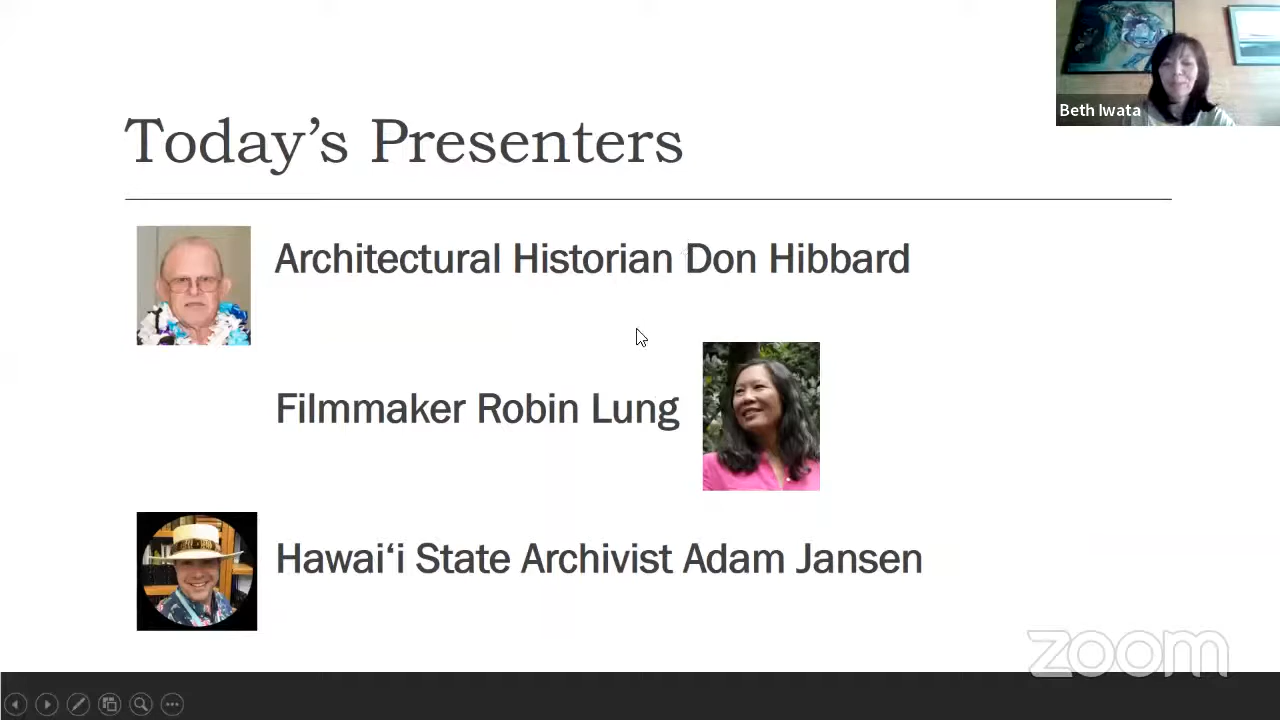 Beth Iwata
Today’s Presenters
Architectural Historian Don Hibbard
Filmmaker Robin Lung
Hawai‘i State Archivist Adam Jansen
zoom